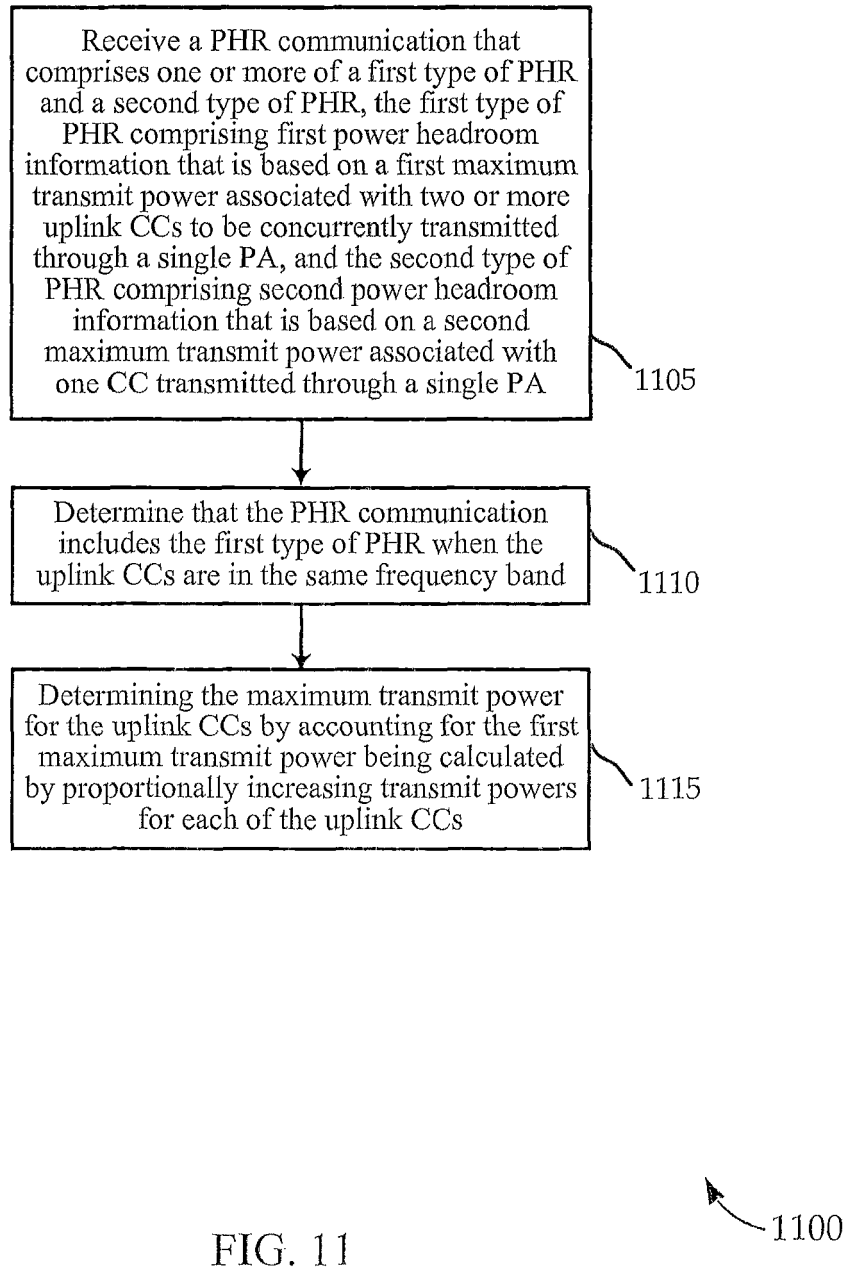 Receive a PHR communication that
comprises one or more of a first type of PHR
and a second type of PHR, the first type of
PHR comprising first power headroom
information that is based on a first maximum
transmit power associated with two or more
uplink CCs to be concurrently transmitted
through a single PA, and the second type of
PHR comprising second power headroom
information that is based on a second
maximum transmit power associated with
one CC transmitted through a single PA
1105
Determine that the PHR communication
includes the first type of PHR when the
uplink CCs are in the same frequency band
1110
Determining the maximum transmit power
for the uplink CCs by accounting for the first
maximum transmit power being calculated
by proportionally increasing transmit powers
for each of the uplink CCs
1115
1100
FIG. 11